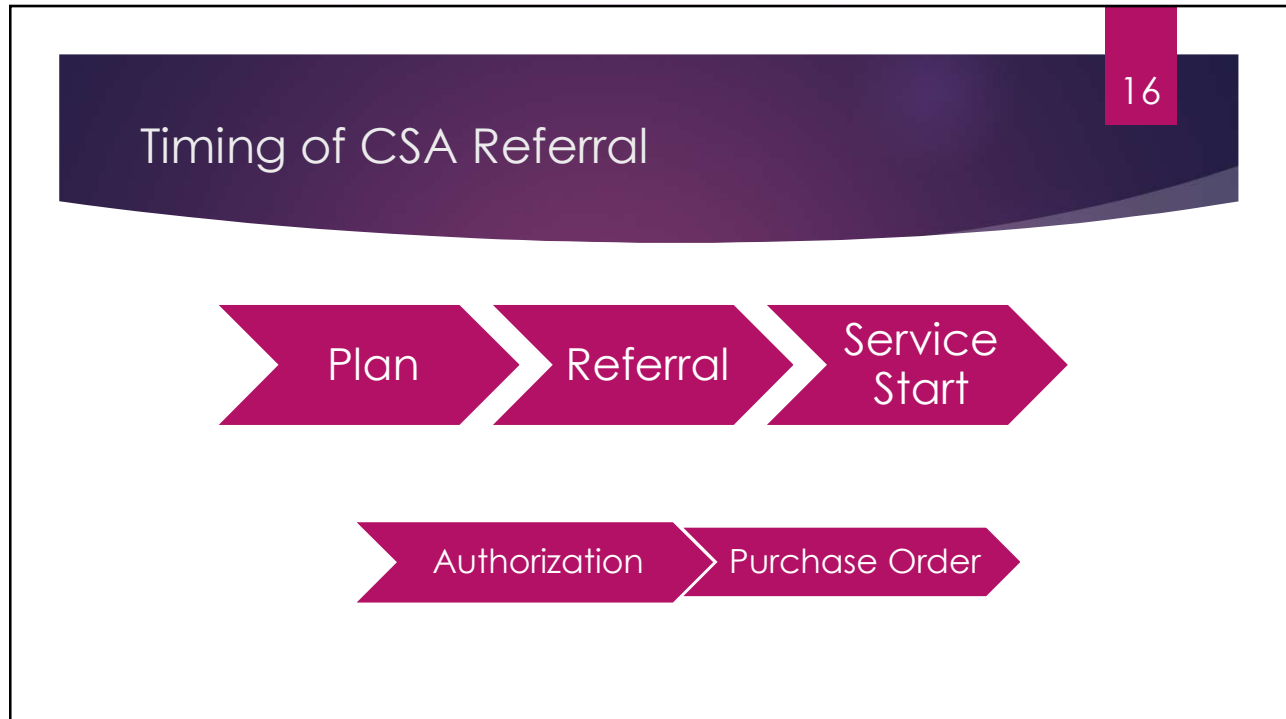 16
Timing of CSA Referral
Plan
Referral
Service
Start
Authorization
Purchase Order